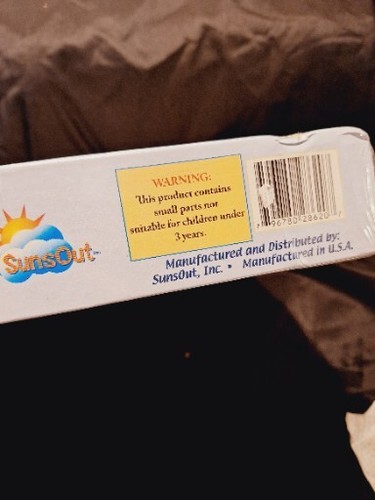 SunsOut
WARNING:
This product contains
small parts not
suitable for children under
3 years.
Manufactured and Distributed by:
SunsOut, Inc. • Manufactured in U.S.A.